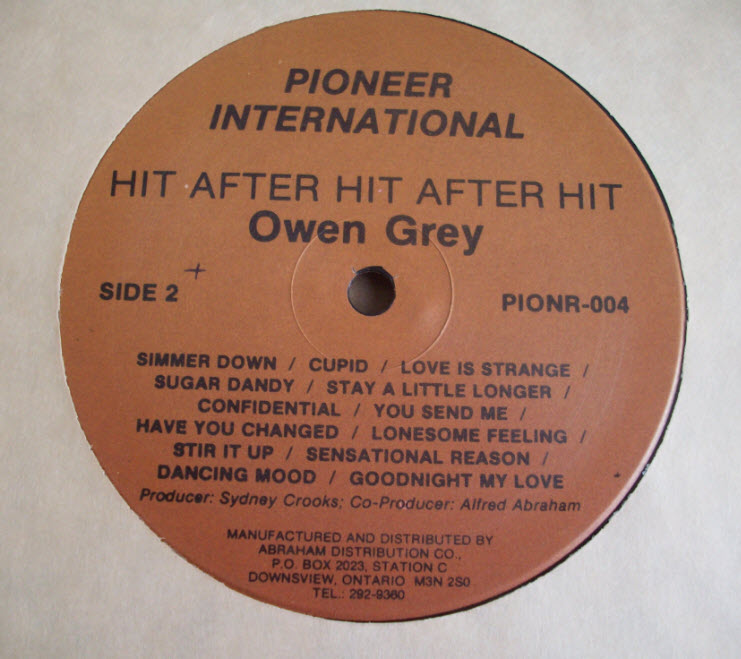 PIONEER
INTERNATIONAL
HIT AFTER HIT AFTER HIT
Owen Grey
SIDE 2
PIONR-004
SIMMER DOWN / CUPID / LOVE IS STRANGE /
SUGAR DANDY / STAY A LITTLE LONGER /
CONFIDENTIAL / YOU SEND ME /
HAVE YOU CHANGED / LONESOME FEELING /
STIR IT UP / SENSATIONAL REASON /
DANCING MOOD / GOODNIGHT MY LOVE
Producer: Sydney Crooks; Co-Producer: Alfred Abraham
MANUFACTURED AND DISTRIBUTED BY
ABRAHAM DISTRIBUTION CO.,
P.O. BOX 2023, STATION C
DOWNSVIEW, ONTARIO M3N 2S0
TEL.: 292-9360